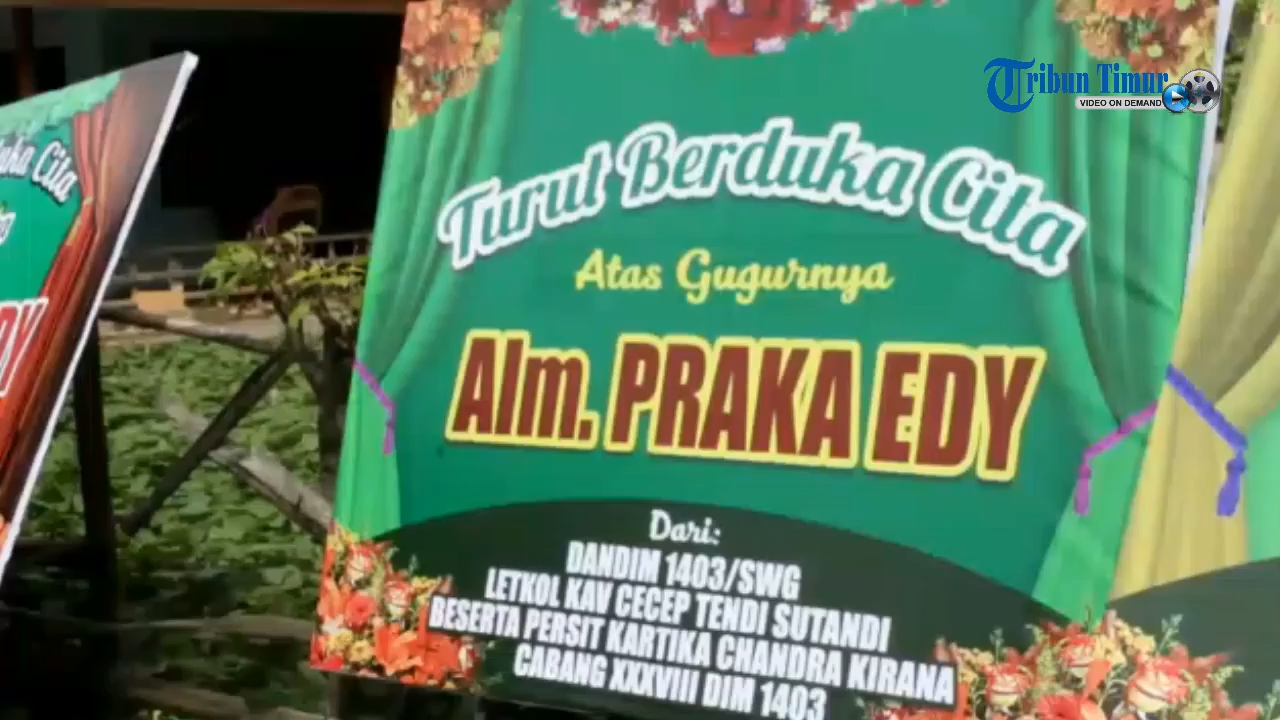 Tribun Timur
VIDEO ON DEMAND
Turut Berduka Cita
Atas Gugurnya
Alm. PRAKA EDY
Dari:
DANDIM 1403/SWG
LETKOL KAV CECEP TENDI SUTANDI
BESERTA PERSIT KARTIKA CHANDRA KIRANA
CABANG XXXVIII DIM 1403
Cita